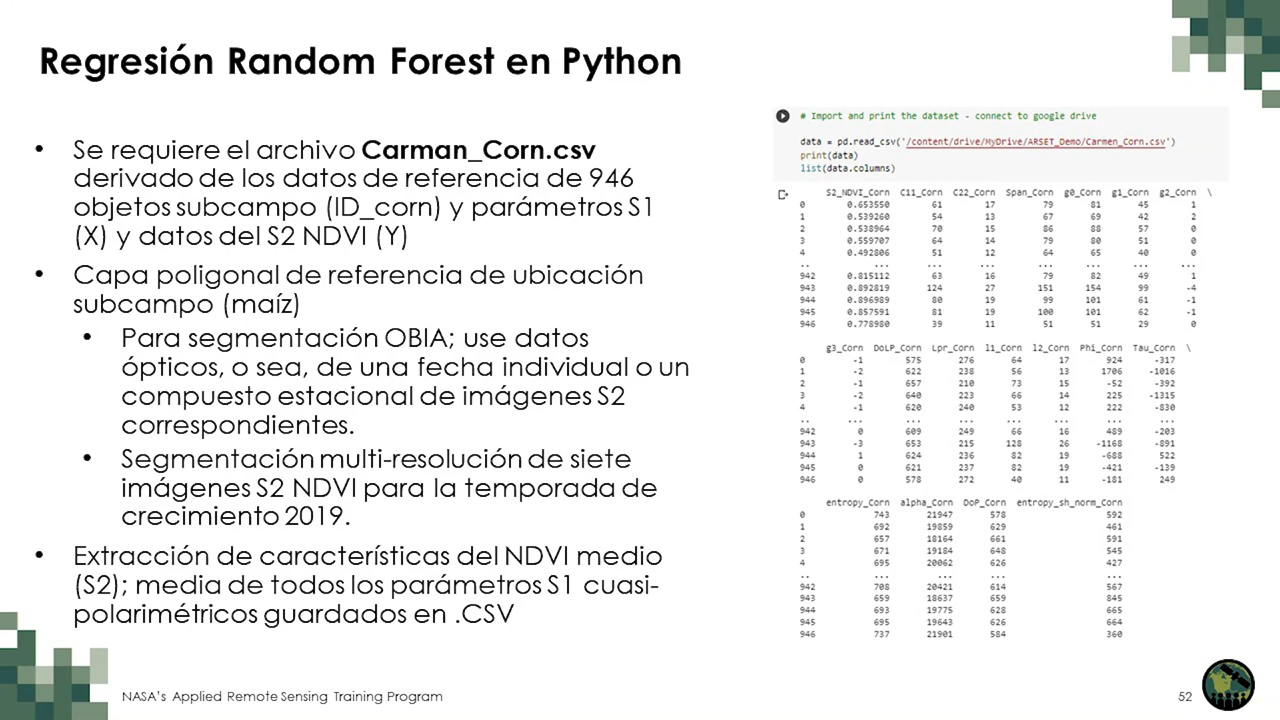 Regresión Random Forest en Python
• Se requiere el archivo Carman_Corn.csv
derivado de los datos de referencia de 946
objetos subcampo (ID_corn) y parámetros S1
(X) y datos del S2 NDVI (Y)
• Capa poligonal de referencia de ubicación
subcampo (maíz)
• Para segmentación OBIA; use datos
ópticos, o sea, de una fecha individual o un
compuesto estacional de imágenes S2
correspondientes.
• Segmentación multi-resolución de siete
imágenes S2 NDVI para la temporada de
crecimiento 2019.
• Extracción de características del NDVI medio
(S2); media de todos los parámetros S1 cuasi-
polarimétricos guardados en .CSV
# Import and print the dataset - connect to google drive
data = pd.read_csv('/content/drive/MyDrive/ARSET_Demo/Carmen_Corn.csv')
print(data)
list(data.columns)
S2_NDVI_Corn C11_Corn C22_Corn Span_Corn g0_Corn g1_Corn g2_Corn \
0 0.653550 61 17 79 81 45 1
1 0.539260 54 13 67 69 42 2
2 0.538964 70 15 86 88 57 0
3 0.559707 64 14 79 80 51 0
4 0.492806 51 12 64 65 40 0
.. ... ... ... ... ... ... ...
942 0.815112 63 16 79 82 49 1
943 0.892819 124 27 151 154 99 -4
944 0.896989 80 19 99 101 61 -1
945 0.857591 81 19 100 101 62 -1
946 0.778980 39 11 51 51 29 0
g3_Corn DoLP_Corn Lpr_Corn l1_Corn l2_Corn Phi_Corn Tau_Corn \
0 -1 575 276 64 17 924 -317
1 -2 622 238 56 13 1706 -1016
2 -1 657 210 73 15 -52 -392
3 -2 640 223 66 14 225 -1315
4 -1 620 240 53 12 222 -830
.. ... ... ... ... ... ... ...
942 0 609 249 66 16 489 -203
943 -3 653 215 128 26 -1168 -891
944 1 624 236 82 19 -688 522
945 0 621 237 82 19 -421 -139
946 0 578 272 40 11 -181 249
entropy_Corn alpha_Corn DoP_Corn entropy_sh_norm_Corn
0 743 21947 578 592
1 692 19859 629 461
2 657 18164 661 591
3 671 19184 648 545
4 695 20062 626 427
.. ... ... ... ...
942 708 20421 614 567
943 659 18637 659 845
944 693 19775 628 665
945 695 19643 626 664
946 737 21901 584 360
NASA's Applied Remote Sensing Training Program
52